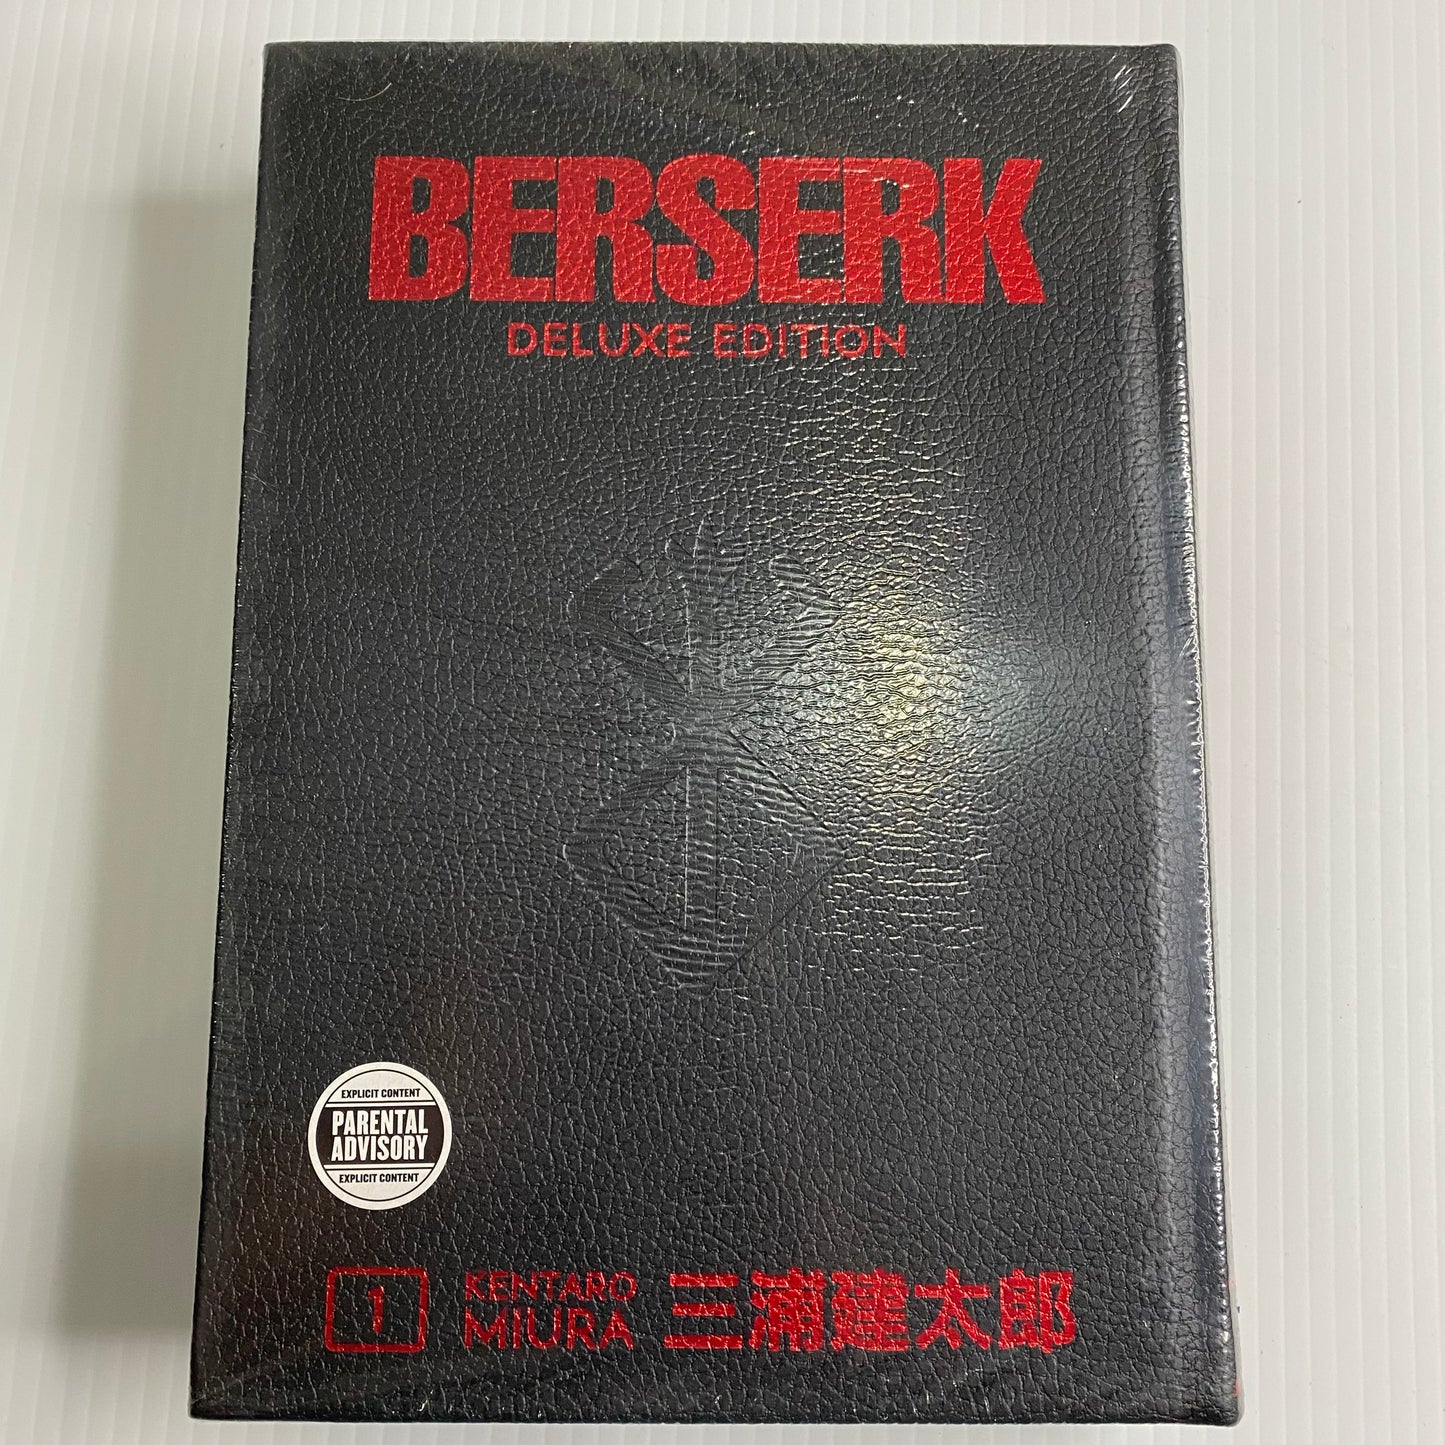 BERSERK
DELUXE EDITION
EXPLICIT CONTENT
PARENTAL
ADVISORY
EXPLICIT CONTENT
1
KENTARO
MIURA
三浦建太郎